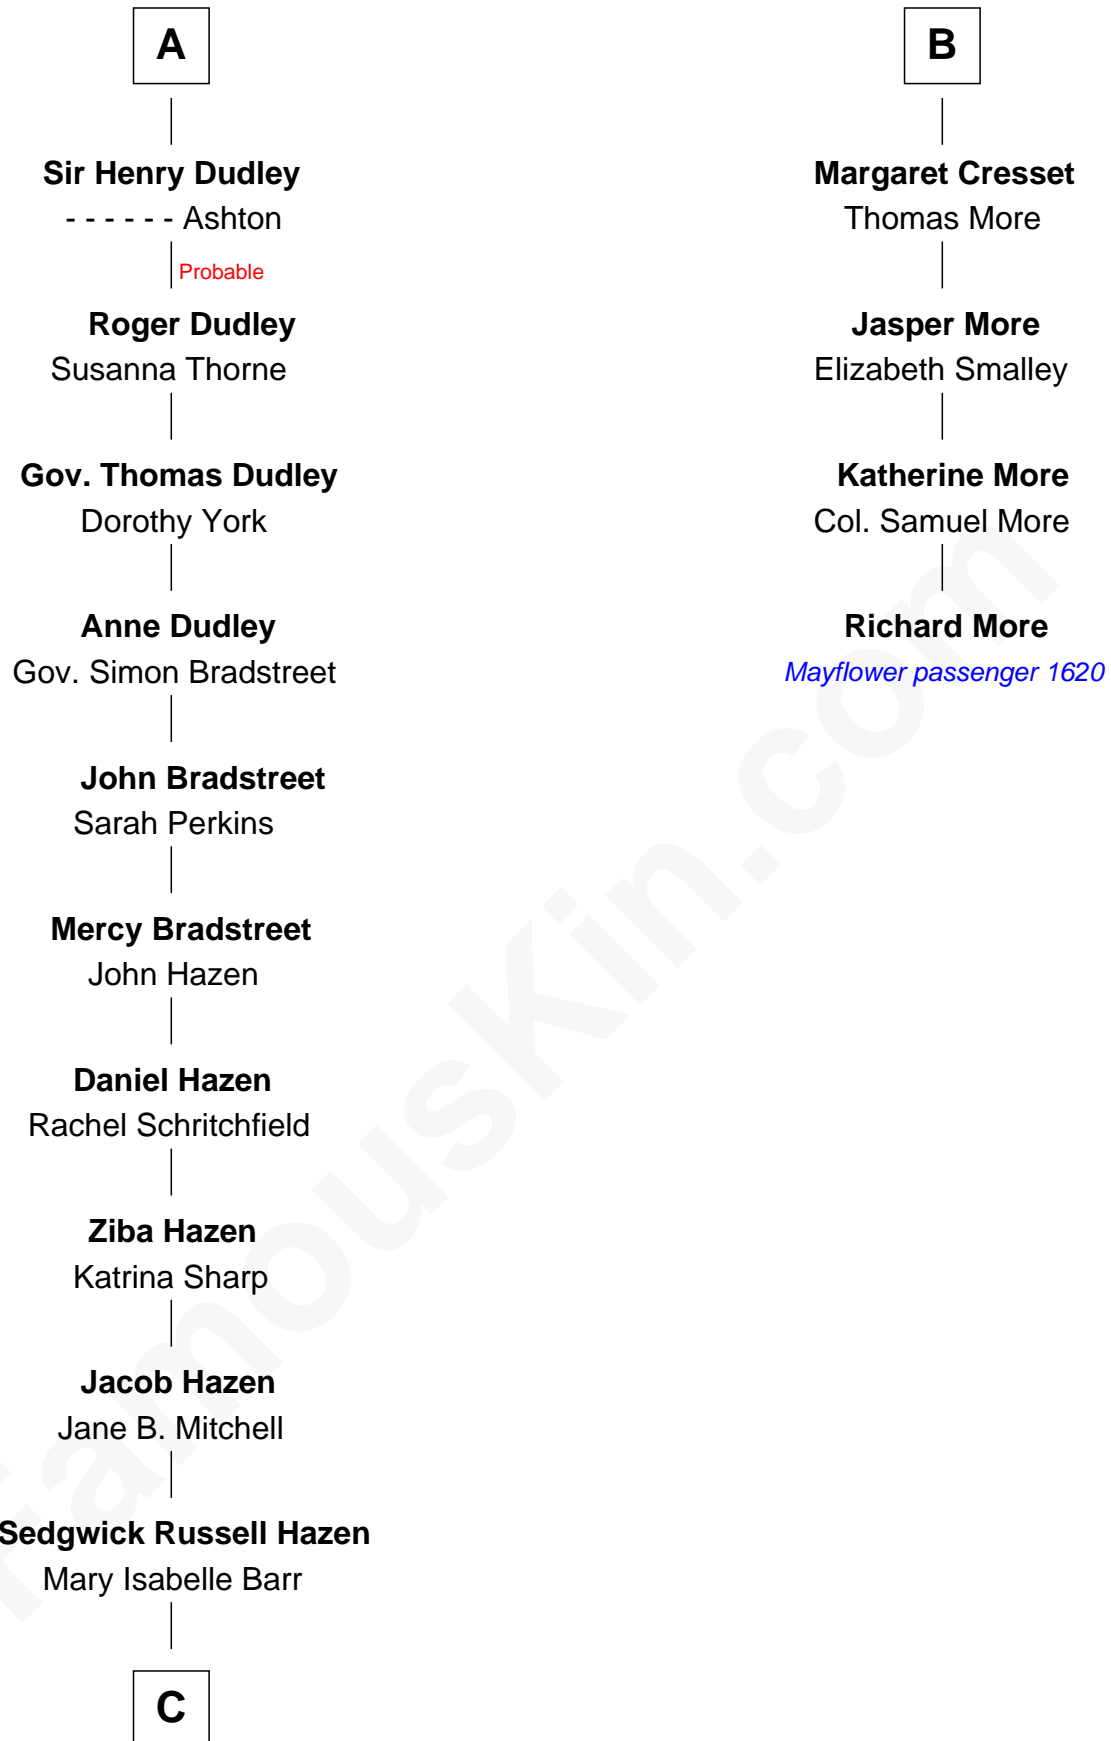 A
Sir Henry Dudley
- - - - - - Ashton
Probable
Roger Dudley
Susanna Thorne
Gov. Thomas Dudley
Dorothy York
Anne Dudley
Gov. Simon Bradstreet
John Bradstreet
Sarah Perkins
Mercy Bradstreet
John Hazen
Daniel Hazen
Rachel Schritchfield
Ziba Hazen
Katrina Sharp
Jacob Hazen
Jane B. Mitchell
Sedgwick Russell Hazen
Mary Isabelle Barr
C
B
Margaret Cresset
Thomas More
Jasper More
Elizabeth Smalley
Katherine More
Col. Samuel More
Richard More
Mayflower passenger 1620
FamousKin.com